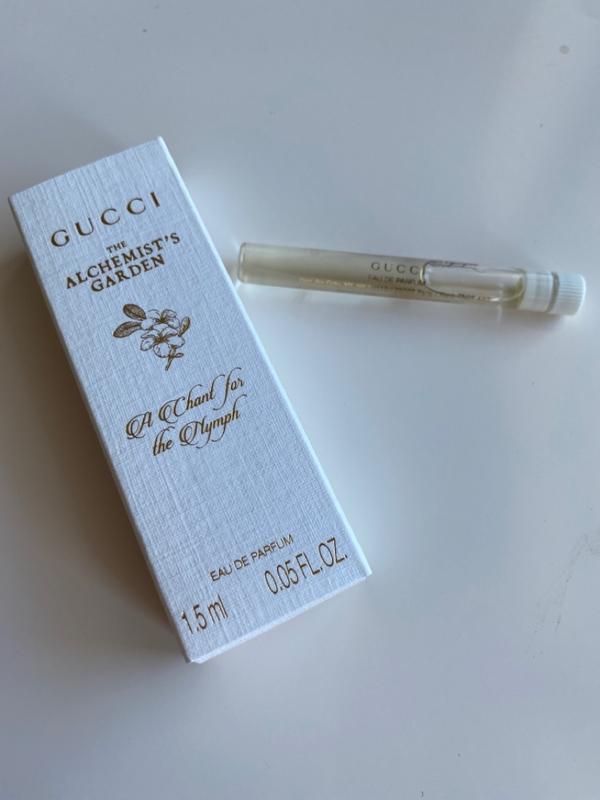 GUCCI
THE
ALCHEMIST'S
GARDEN
A Chant for
the Nymph
EAU DE PARFUM
1.5 ml 0.05 FL.OZ.
GUCCI
EAU DE PARFUM